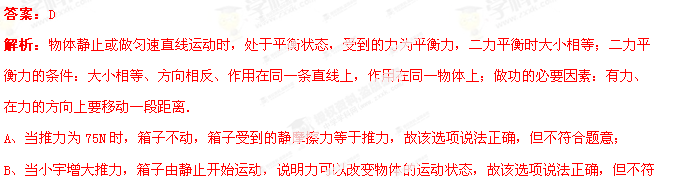 答案：D
解析：物体静止或做匀速直线运动时，处于平衡状态，受到的力为平衡力，二力平衡时大小相等；二力平
衡力的条件：大小相等、方向相反、作用在同一条直线上，作用在同一物体上；做功的必要因素：有力、
在力的方向上要移动一段距离．
A、当推力为 75N 时，箱子不动，箱子受到的静摩擦力等于推力，故该选项说法正确，但不符合题意；
B、当小宇增大推力，箱子由静止开始运动，说明力可以改变物体的运动状态，故该选项说法正确，但不符